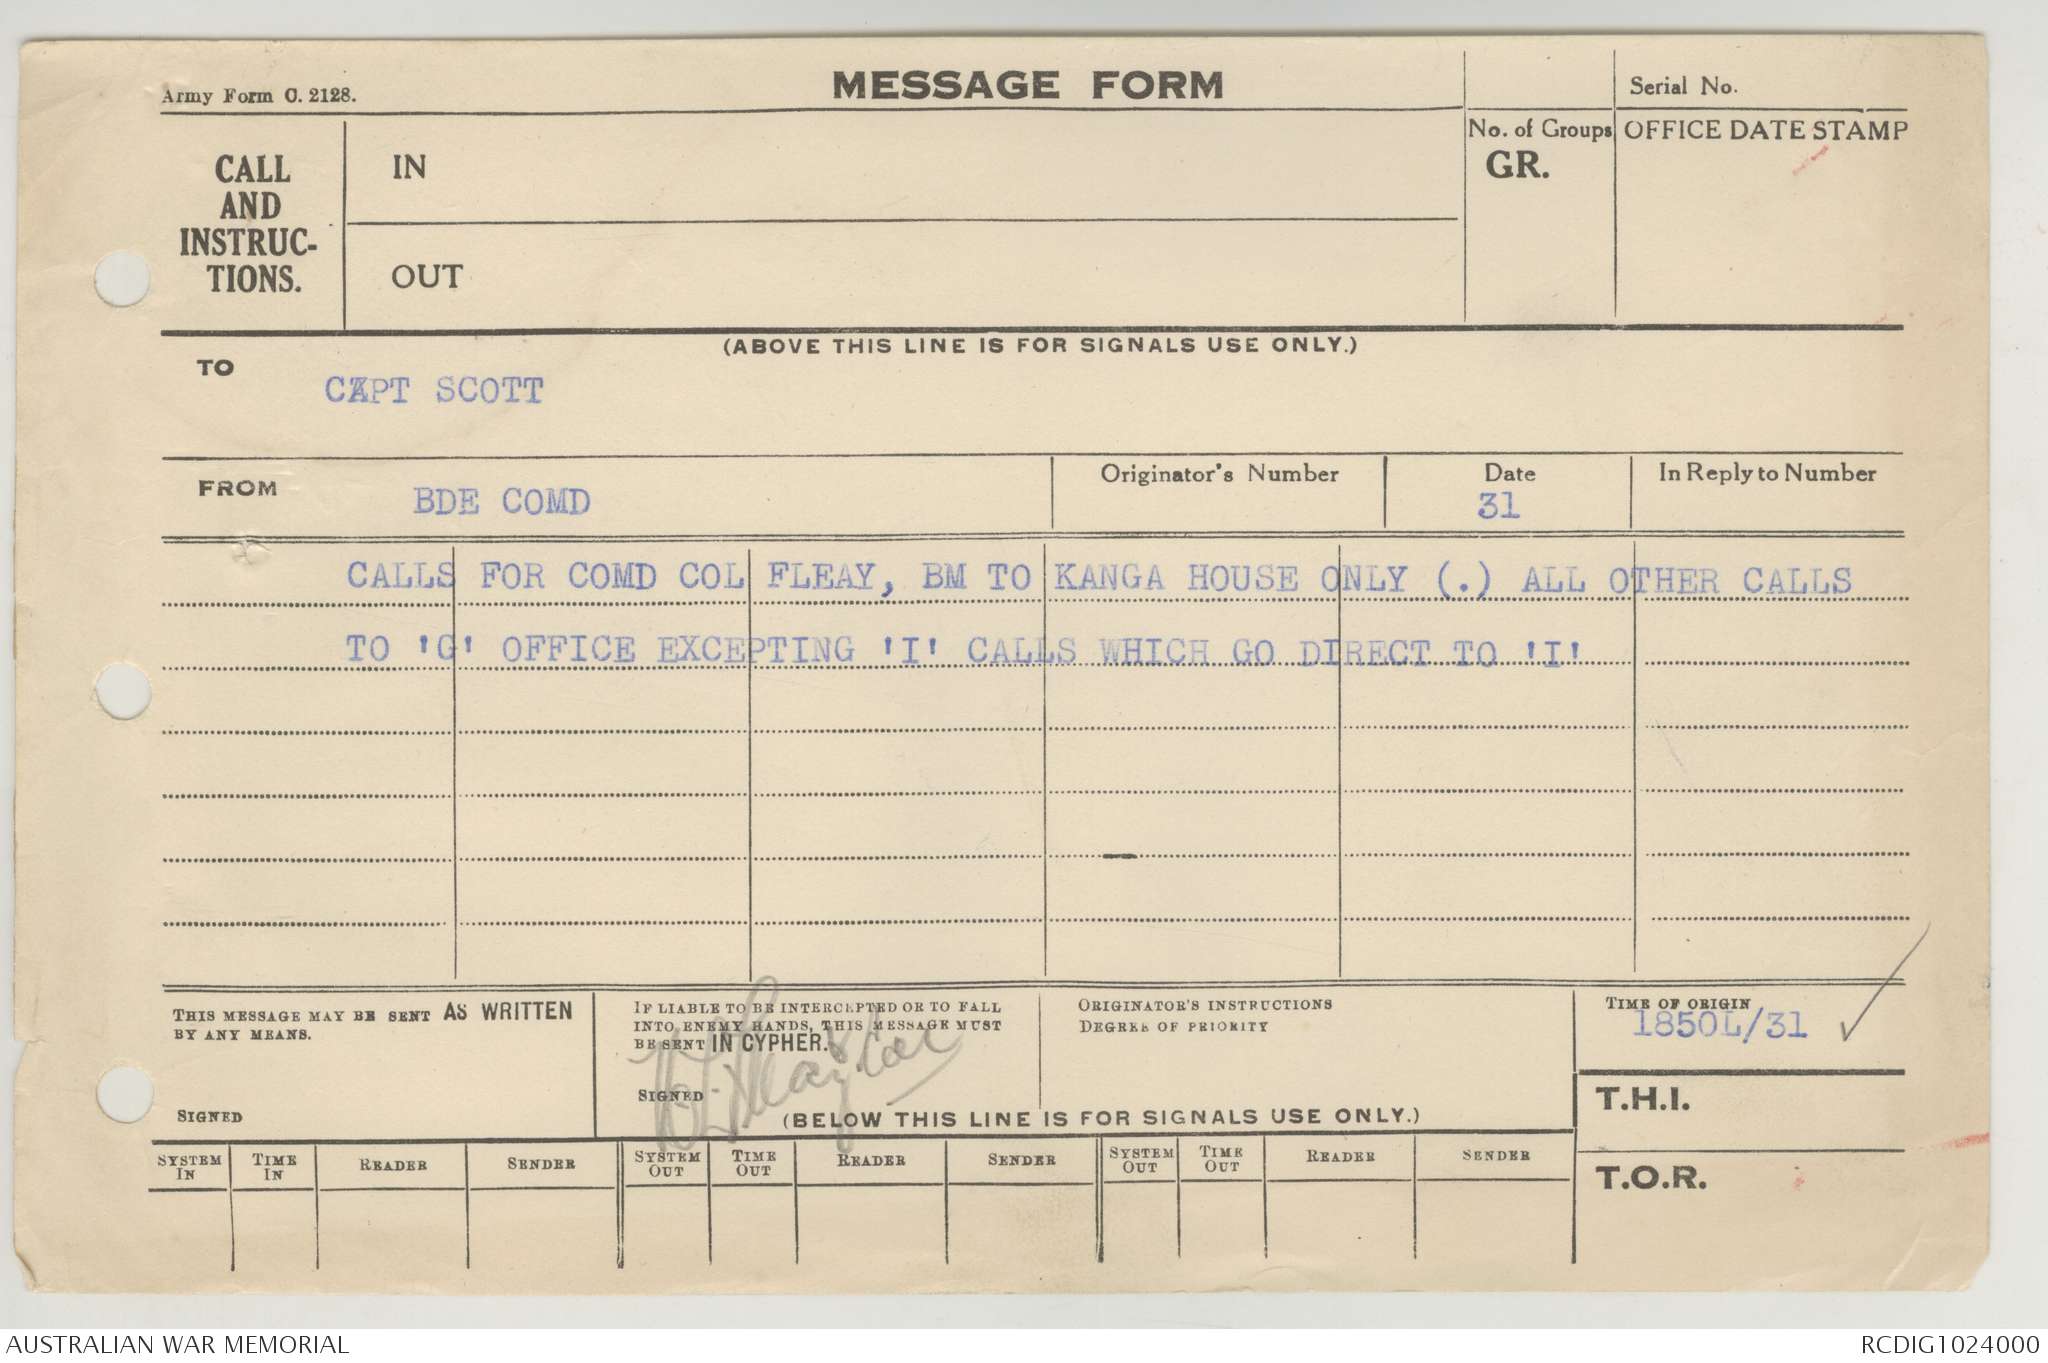 Army Form C. 2128.
MESSAGE FORM
Serial No.
CALL AND INSTRUC-TIONS.
IN
OUT
No. of Groups
GR.
OFFICE DATE STAMP
(ABOVE THIS LINE IS FOR SIGNALS USE ONLY.)
TO
CAPT SCOTT
FROM
BDE COMD
Originator's Number
Date
31
In Reply to Number
CALLS FOR COMD COL FLEAY, BM TO KANGA HOUSE ONLY (.) ALL OTHER CALLS
TO 'G' OFFICE EXCEPTING 'I' CALLS WHICH GO DIRECT TO 'I'
THIS MESSAGE MAY BE SENT AS WRITTEN
BY ANY MEANS.
SIGNED
IF LIABLE TO BE INTERCEPTED OR TO FALL
INTO ENEMY HANDS, THIS MESSAGE MUST
BE SENT IN CYPHER.
SIGNED
ORIGINATOR'S INSTRUCTIONS
DEGREE OF PRIORITY
TIME OF ORIGIN
1850L/31
T.H.I.
T.O.R.
(BELOW THIS LINE IS FOR SIGNALS USE ONLY.)
SYSTEM IN
TIME IN
READER
SENDER
SYSTEM OUT
TIME OUT
READER
SENDER
SYSTEM OUT
TIME OUT
READER
SENDER
AUSTRALIAN WAR MEMORIAL
RCDIG1024000